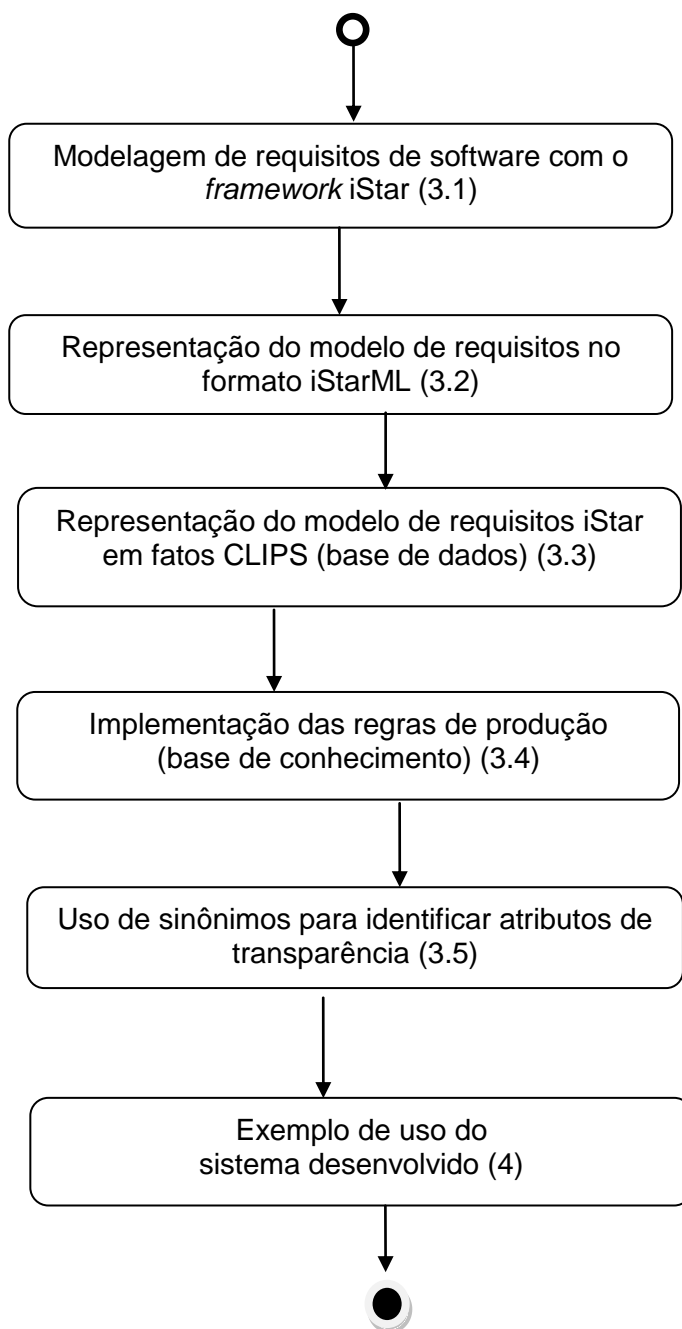 Modelagem de requisitos de software com o
framework iStar (3.1)
Representação do modelo de requisitos no
formato iStarML (3.2)
Representação do modelo de requisitos iStar
em fatos CLIPS (base de dados) (3.3)
Implementação das regras de produção
(base de conhecimento) (3.4)
Uso de sinônimos para identificar atributos de
transparência (3.5)
Exemplo de uso do
sistema desenvolvido (4)